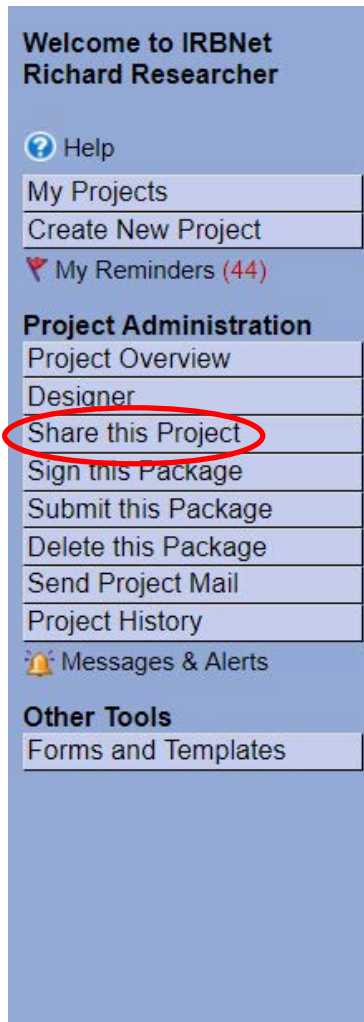 Welcome to IRBNet
Richard Researcher
Help
My Projects
Create New Project
My Reminders (44)
Project Administration
Project Overview
Designer
Share this Project
Sign this Package
Submit this Package
Delete this Package
Send Project Mail
Project History
Messages & Alerts
Other Tools
Forms and Templates